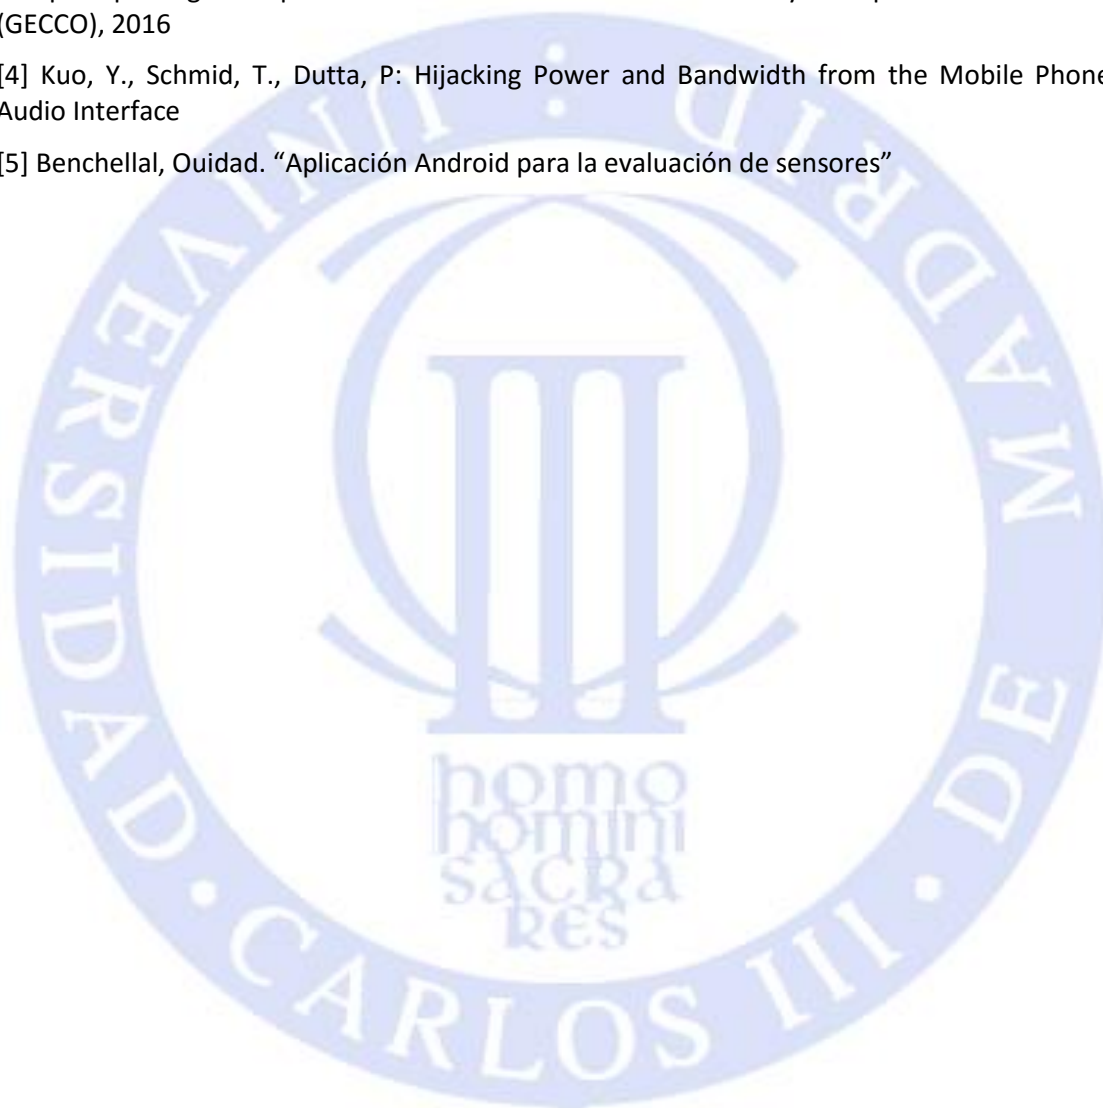 (GECCO), 2016
[4] Kuo, Y., Schmid, T., Dutta, P: Hijacking Power and Bandwidth from the Mobile Phone
Audio Interface
[5] Benchellal, Ouidad. “Aplicación Android para la evaluación de sensores”
UNIVERSIDAD · CARLOS III · DE MADRID :
homo
homini
SACRA
RES